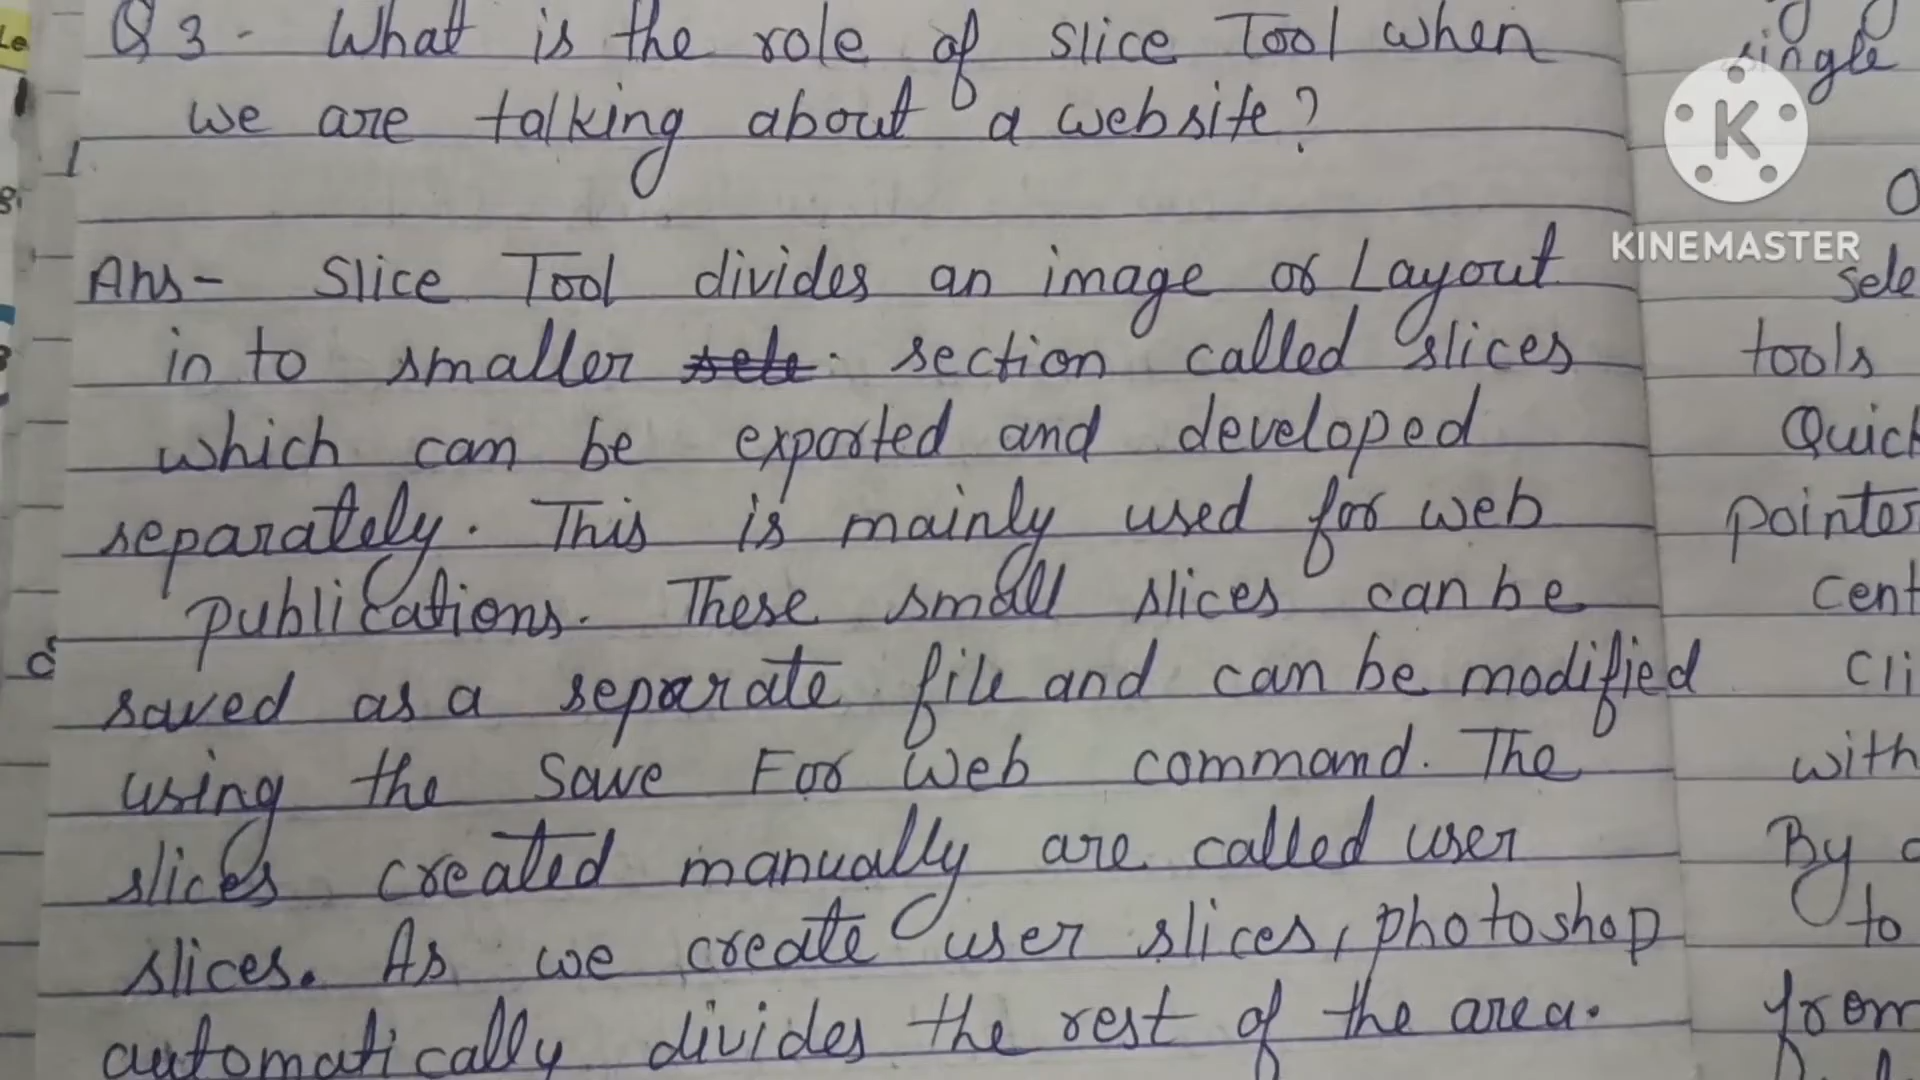 Q3- What is the role of Slice Tool when
we are talking about a website?
Ans- Slice Tool divides an image or Layout
in to smaller section called slices
which can be exported and developed
separately. This is mainly used for web
publications. These small slices can be
saved as a separate file and can be modified
using the Save For Web command. The
slices created manually are called user
slices. As we create user slices, photoshop
automatically divides the rest of the area.
single
KINEMASTER
sele
tools
Quick
pointer
cent
Cli
with
By
to
from